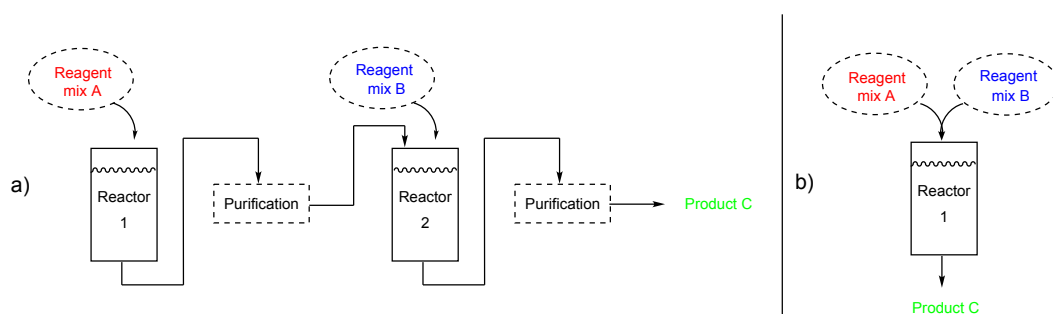 a)
Reagent
mix A
Reactor
1
Purification
Reagent
mix B
Reactor
2
Purification
Product C
b)
Reagent
mix A
Reagent
mix B
Reactor
1
Product C